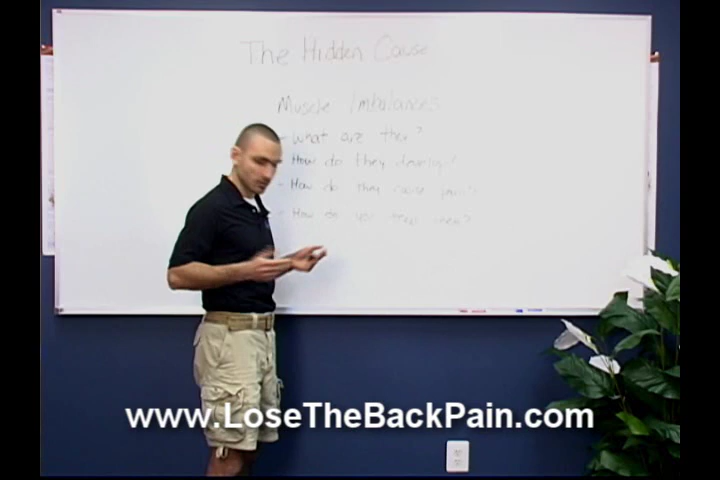 The Hidden Cause
Muscle Imbalances
- What are they?
- How do they develop?
- How do they cause pain?
- How do you treat them?
www.LoseTheBackPain.com